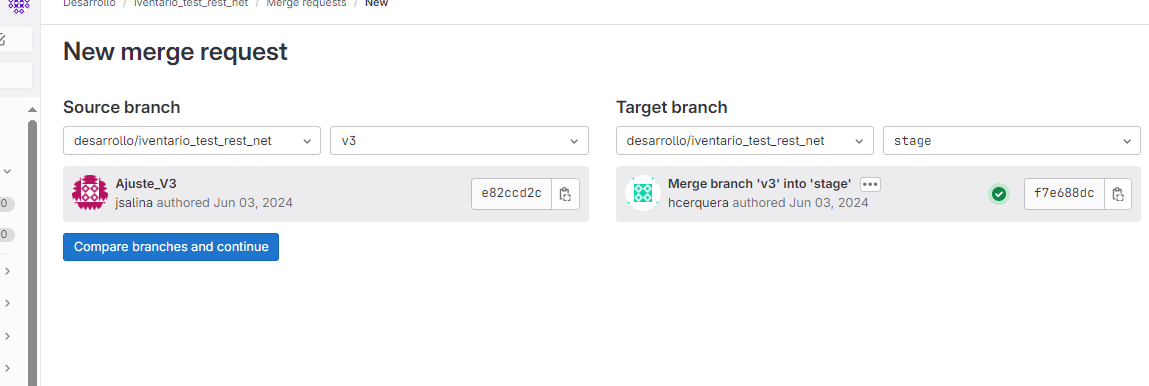 Desarrollo / iventario_test_rest_net / Merge requests / New
New merge request
Source branch
desarrollo/iventario_test_rest_net
v3
Ajuste_V3
jsalina authored Jun 03, 2024
e82ccd2c
Compare branches and continue
Target branch
desarrollo/iventario_test_rest_net
stage
Merge branch 'v3' into 'stage'
hcerquera authored Jun 03, 2024
f7e688dc
0
0